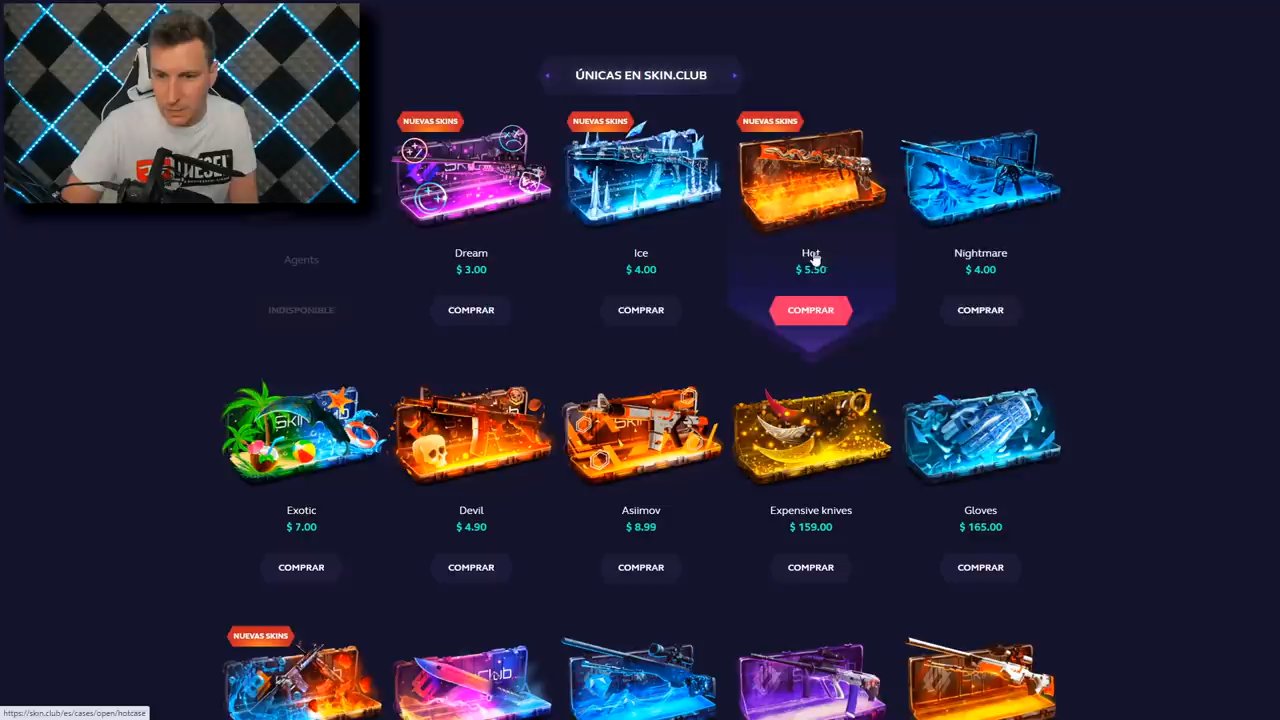 ÚNICAS EN SKIN.CLUB
NUEVAS SKINS
NUEVAS SKINS
NUEVAS SKINS
Agents
Dream
Ice
Hot
Nightmare
$ 3.00
$ 4.00
$ 5.50
$ 4.00
INDISPONIBLE
COMPRAR
COMPRAR
COMPRAR
COMPRAR
Exotic
Devil
Asiimov
Expensive knives
Gloves
$ 7.00
$ 4.90
$ 8.99
$ 159.00
$ 165.00
COMPRAR
COMPRAR
COMPRAR
COMPRAR
COMPRAR
NUEVAS SKINS
https://skin.club/es/cases/open/hotcase